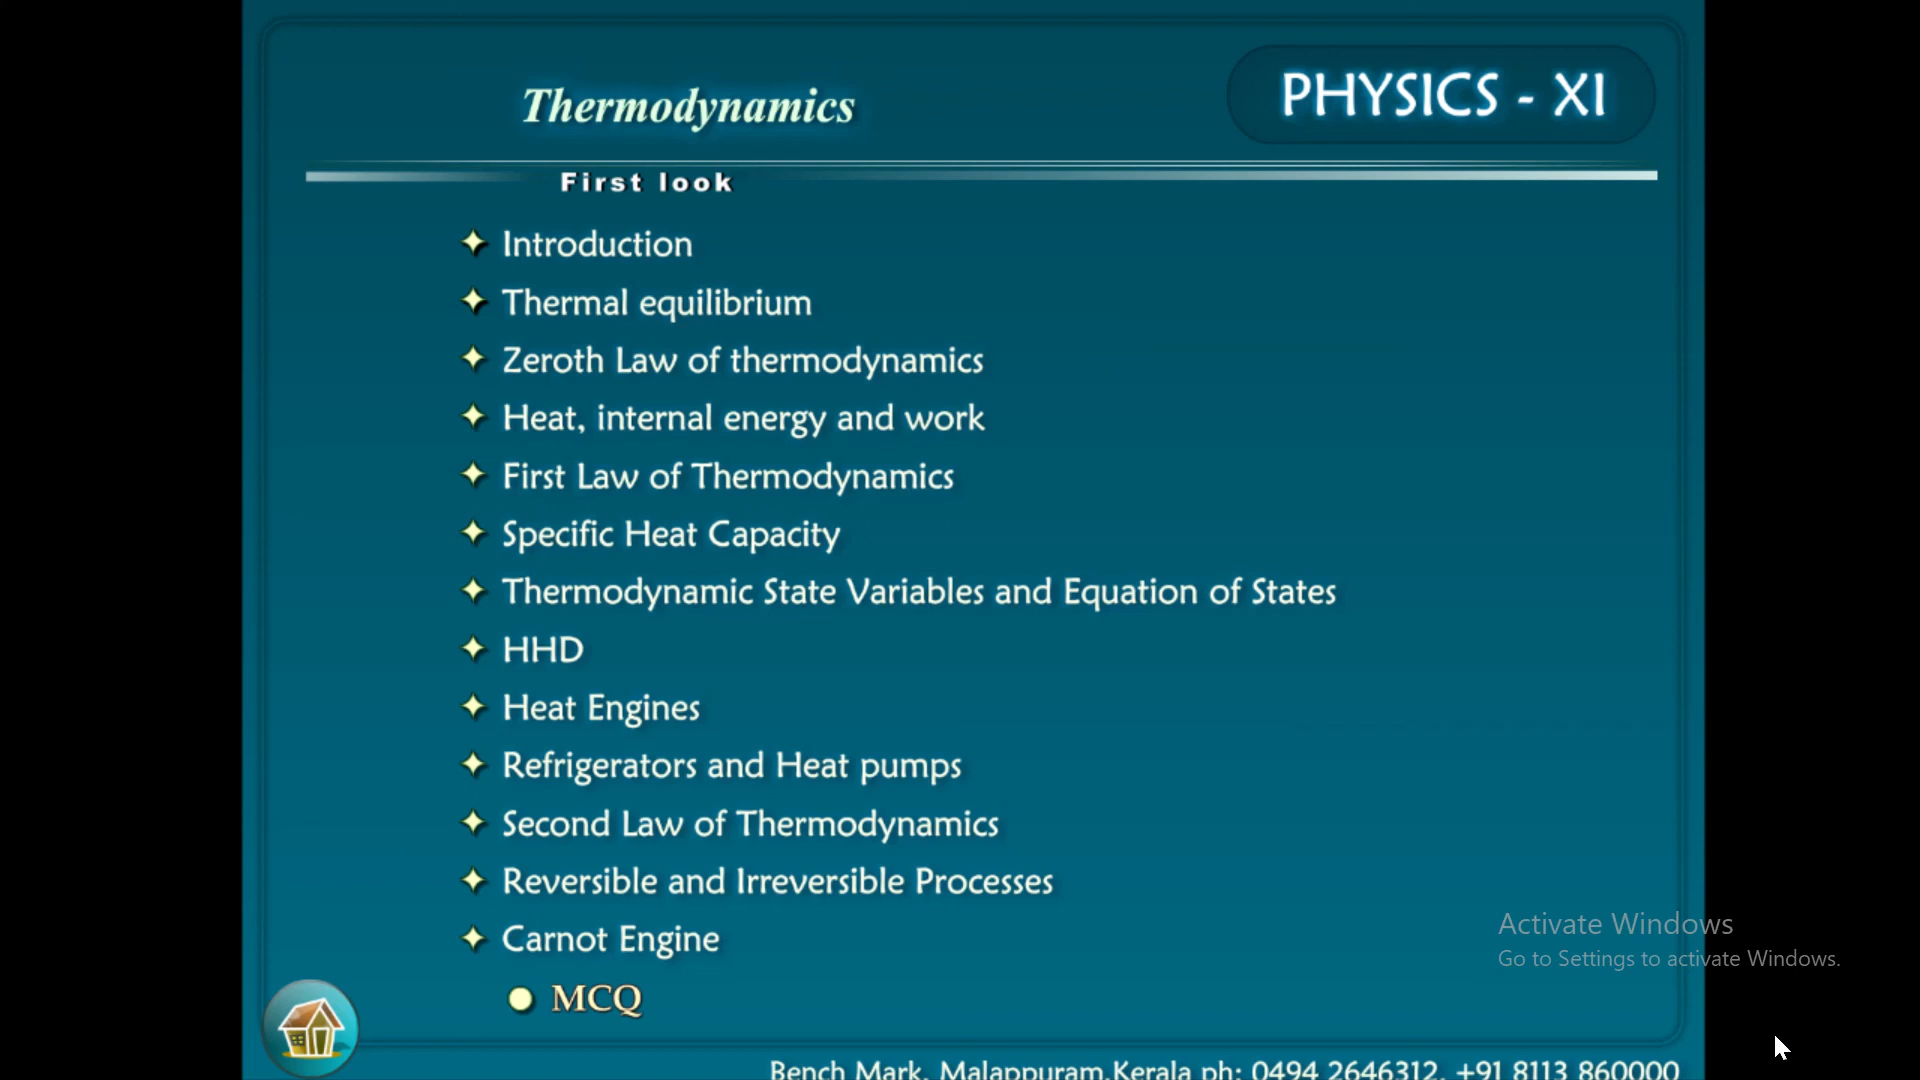 Thermodynamics
PHYSICS - XI
First look
Introduction
Thermal equilibrium
Zeroth Law of thermodynamics
Heat, internal energy and work
First Law of Thermodynamics
Specific Heat Capacity
Thermodynamic State Variables and Equation of States
HHD
Heat Engines
Refrigerators and Heat pumps
Second Law of Thermodynamics
Reversible and Irreversible Processes
Carnot Engine
MCQ
Activate Windows
Go to Settings to activate Windows.
Bench Mark, Malappuram,Kerala ph: 0494 2646312, +91 8113 860000